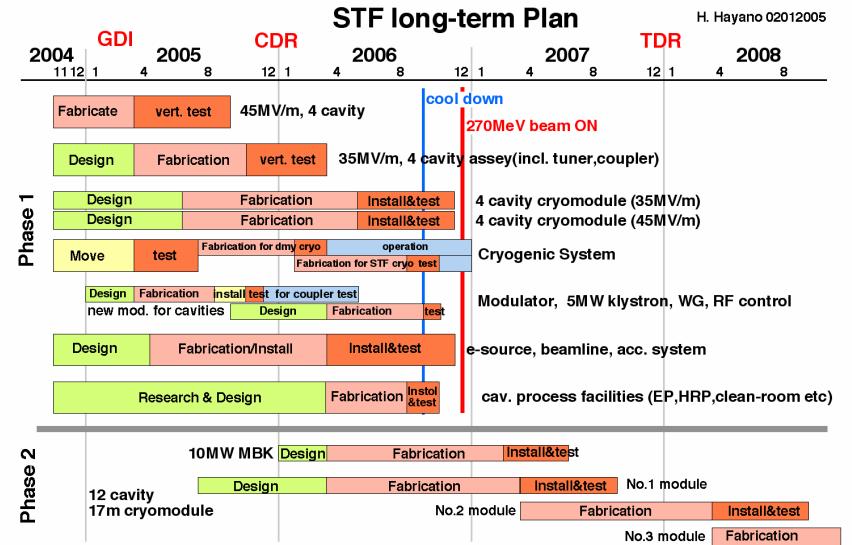 STF long-term Plan
H. Hayano 02012005
GDI CDR TDR
2004 2005 2006 2007 2008
11 12 1 4 8 12 1 4 8 12 1 4 8 12 1 4 8
cool down
270MeV beam ON
Phase 1
Fabricate vert. test 45MV/m, 4 cavity
Design Fabrication vert. test 35MV/m, 4 cavity assey(incl. tuner,coupler)
Design Fabrication Install&test 4 cavity cryomodule (35MV/m)
Design Fabrication Install&test 4 cavity cryomodule (45MV/m)
Move test Fabrication for dmy cryo operation Cryogenic System
Fabrication for STF cryo test
Design Fabrication install test for coupler test Modulator, 5MW klystron, WG, RF control
new mod. for cavities Design Fabrication test
Design Fabrication/Install Install&test e-source, beamline, acc. system
Research & Design Fabrication Instol
&test cav. process facilities (EP,HRP,clean-room etc)
Phase 2
10MW MBK Design Fabrication Install&test
Design Fabrication Install&test No.1 module
12 cavity
17m cryomodule
No.2 module Fabrication Install&test
No.3 module Fabrication